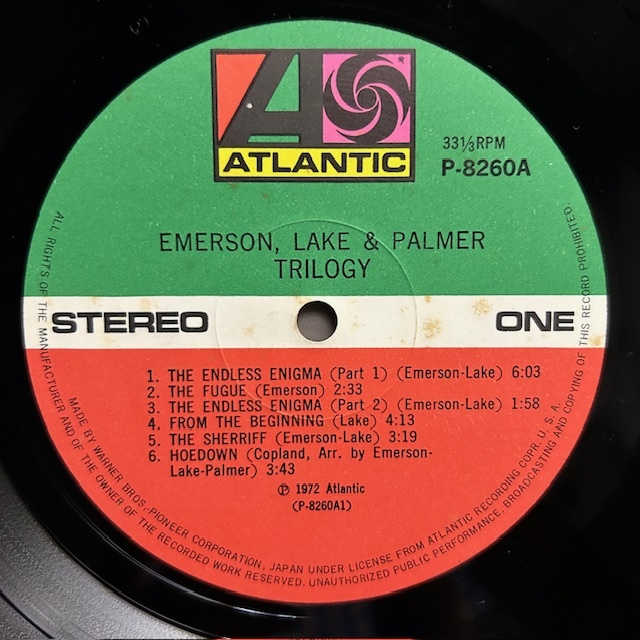 ATLANTIC
33⅓RPM
P-8260A
EMERSON, LAKE & PALMER
TRILOGY
STEREO
ONE
1. THE ENDLESS ENIGMA (Part 1) (Emerson-Lake) 6:03
2. THE FUGUE (Emerson) 2:33
3. THE ENDLESS ENIGMA (Part 2) (Emerson-Lake) 1:58
4. FROM THE BEGINNING (Lake) 4:13
5. THE SHERRIFF (Emerson-Lake) 3:19
6. HOEDOWN (Copland, Arr. by Emerson-
Lake-Palmer) 3:43
Ⓟ 1972 Atlantic
(P-8260A1)
MADE BY WARNER BROS.-PIONEER CORPORATION, JAPAN UNDER LICENSE FROM ATLANTIC RECORDING COPR. U. S. A.
ALL RIGHTS OF THE MANUFACTURER AND OF THE OWNER OF THE RECORDED WORK RESERVED. UNAUTHORIZED PUBLIC PERFORMANCE, BROADCASTING AND COPYING OF THIS RECORD PROHIBITED.